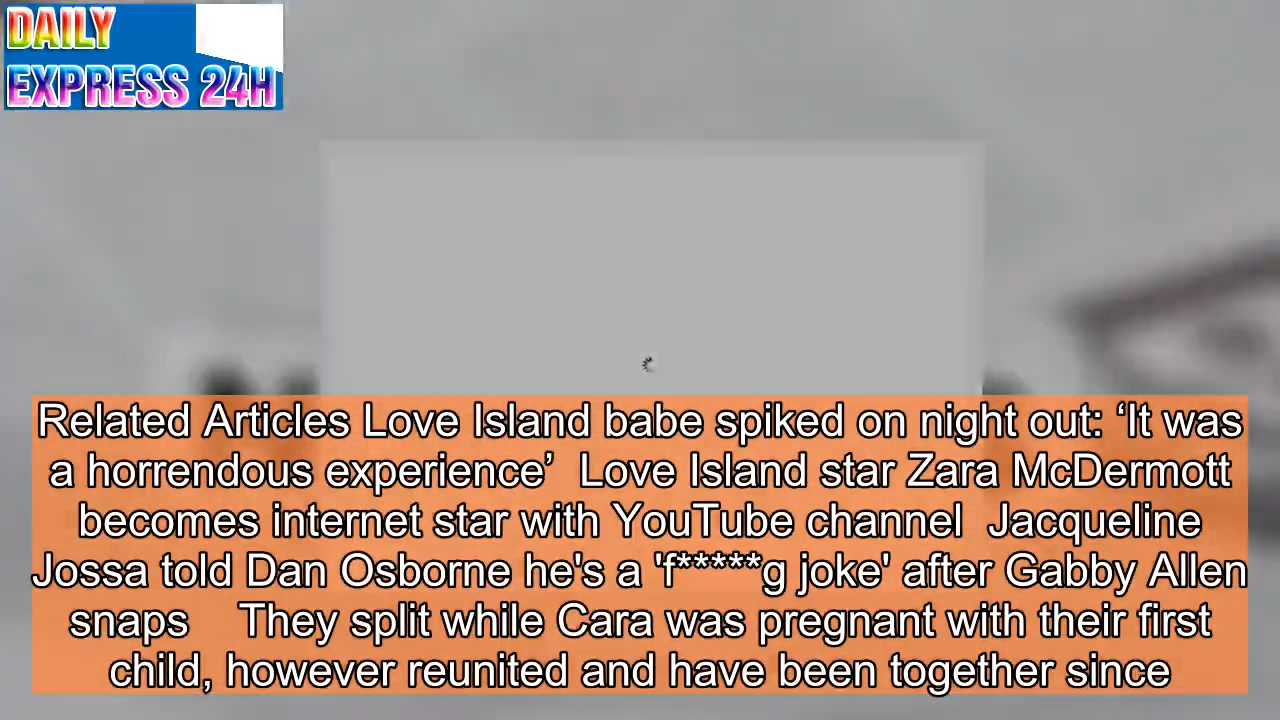 DAILY
EXPRESS 24H
Related Articles Love Island babe spiked on night out: ‘It was
a horrendous experience’  Love Island star Zara McDermott
becomes internet star with YouTube channel  Jacqueline
Jossa told Dan Osborne he's a 'f*****g joke' after Gabby Allen
snaps    They split while Cara was pregnant with their first
child, however reunited and have been together since